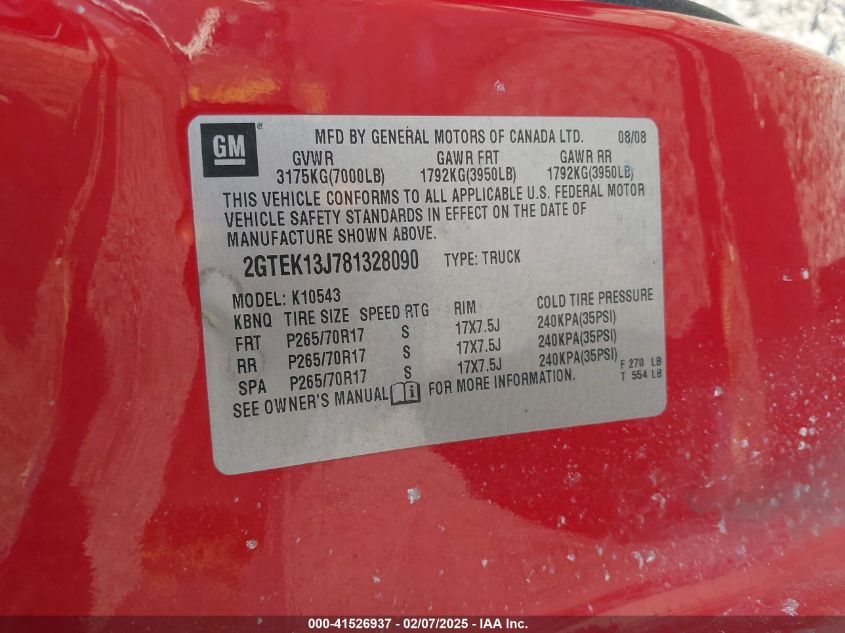 GM ® MFD BY GENERAL MOTORS OF CANADA LTD. 08/08
GVWR GAWR FRT GAWR RR
3175KG(7000LB) 1792KG(3950LB) 1792KG(3950LB)
THIS VEHICLE CONFORMS TO ALL APPLICABLE U.S. FEDERAL MOTOR
VEHICLE SAFETY STANDARDS IN EFFECT ON THE DATE OF
MANUFACTURE SHOWN ABOVE.
2GTEK13J781328090 TYPE: TRUCK
MODEL: K10543
KBNQ TIRE SIZE SPEED RTG RIM COLD TIRE PRESSURE
FRT P265/70R17 S 17X7.5J 240KPA(35PSI)
RR P265/70R17 S 17X7.5J 240KPA(35PSI)
SPA P265/70R17 S 17X7.5J 240KPA(35PSI)
F 270 LB
T 554 LB
SEE OWNER'S MANUAL i FOR MORE INFORMATION.
000-41526937 - 02/07/2025 - IAA Inc.